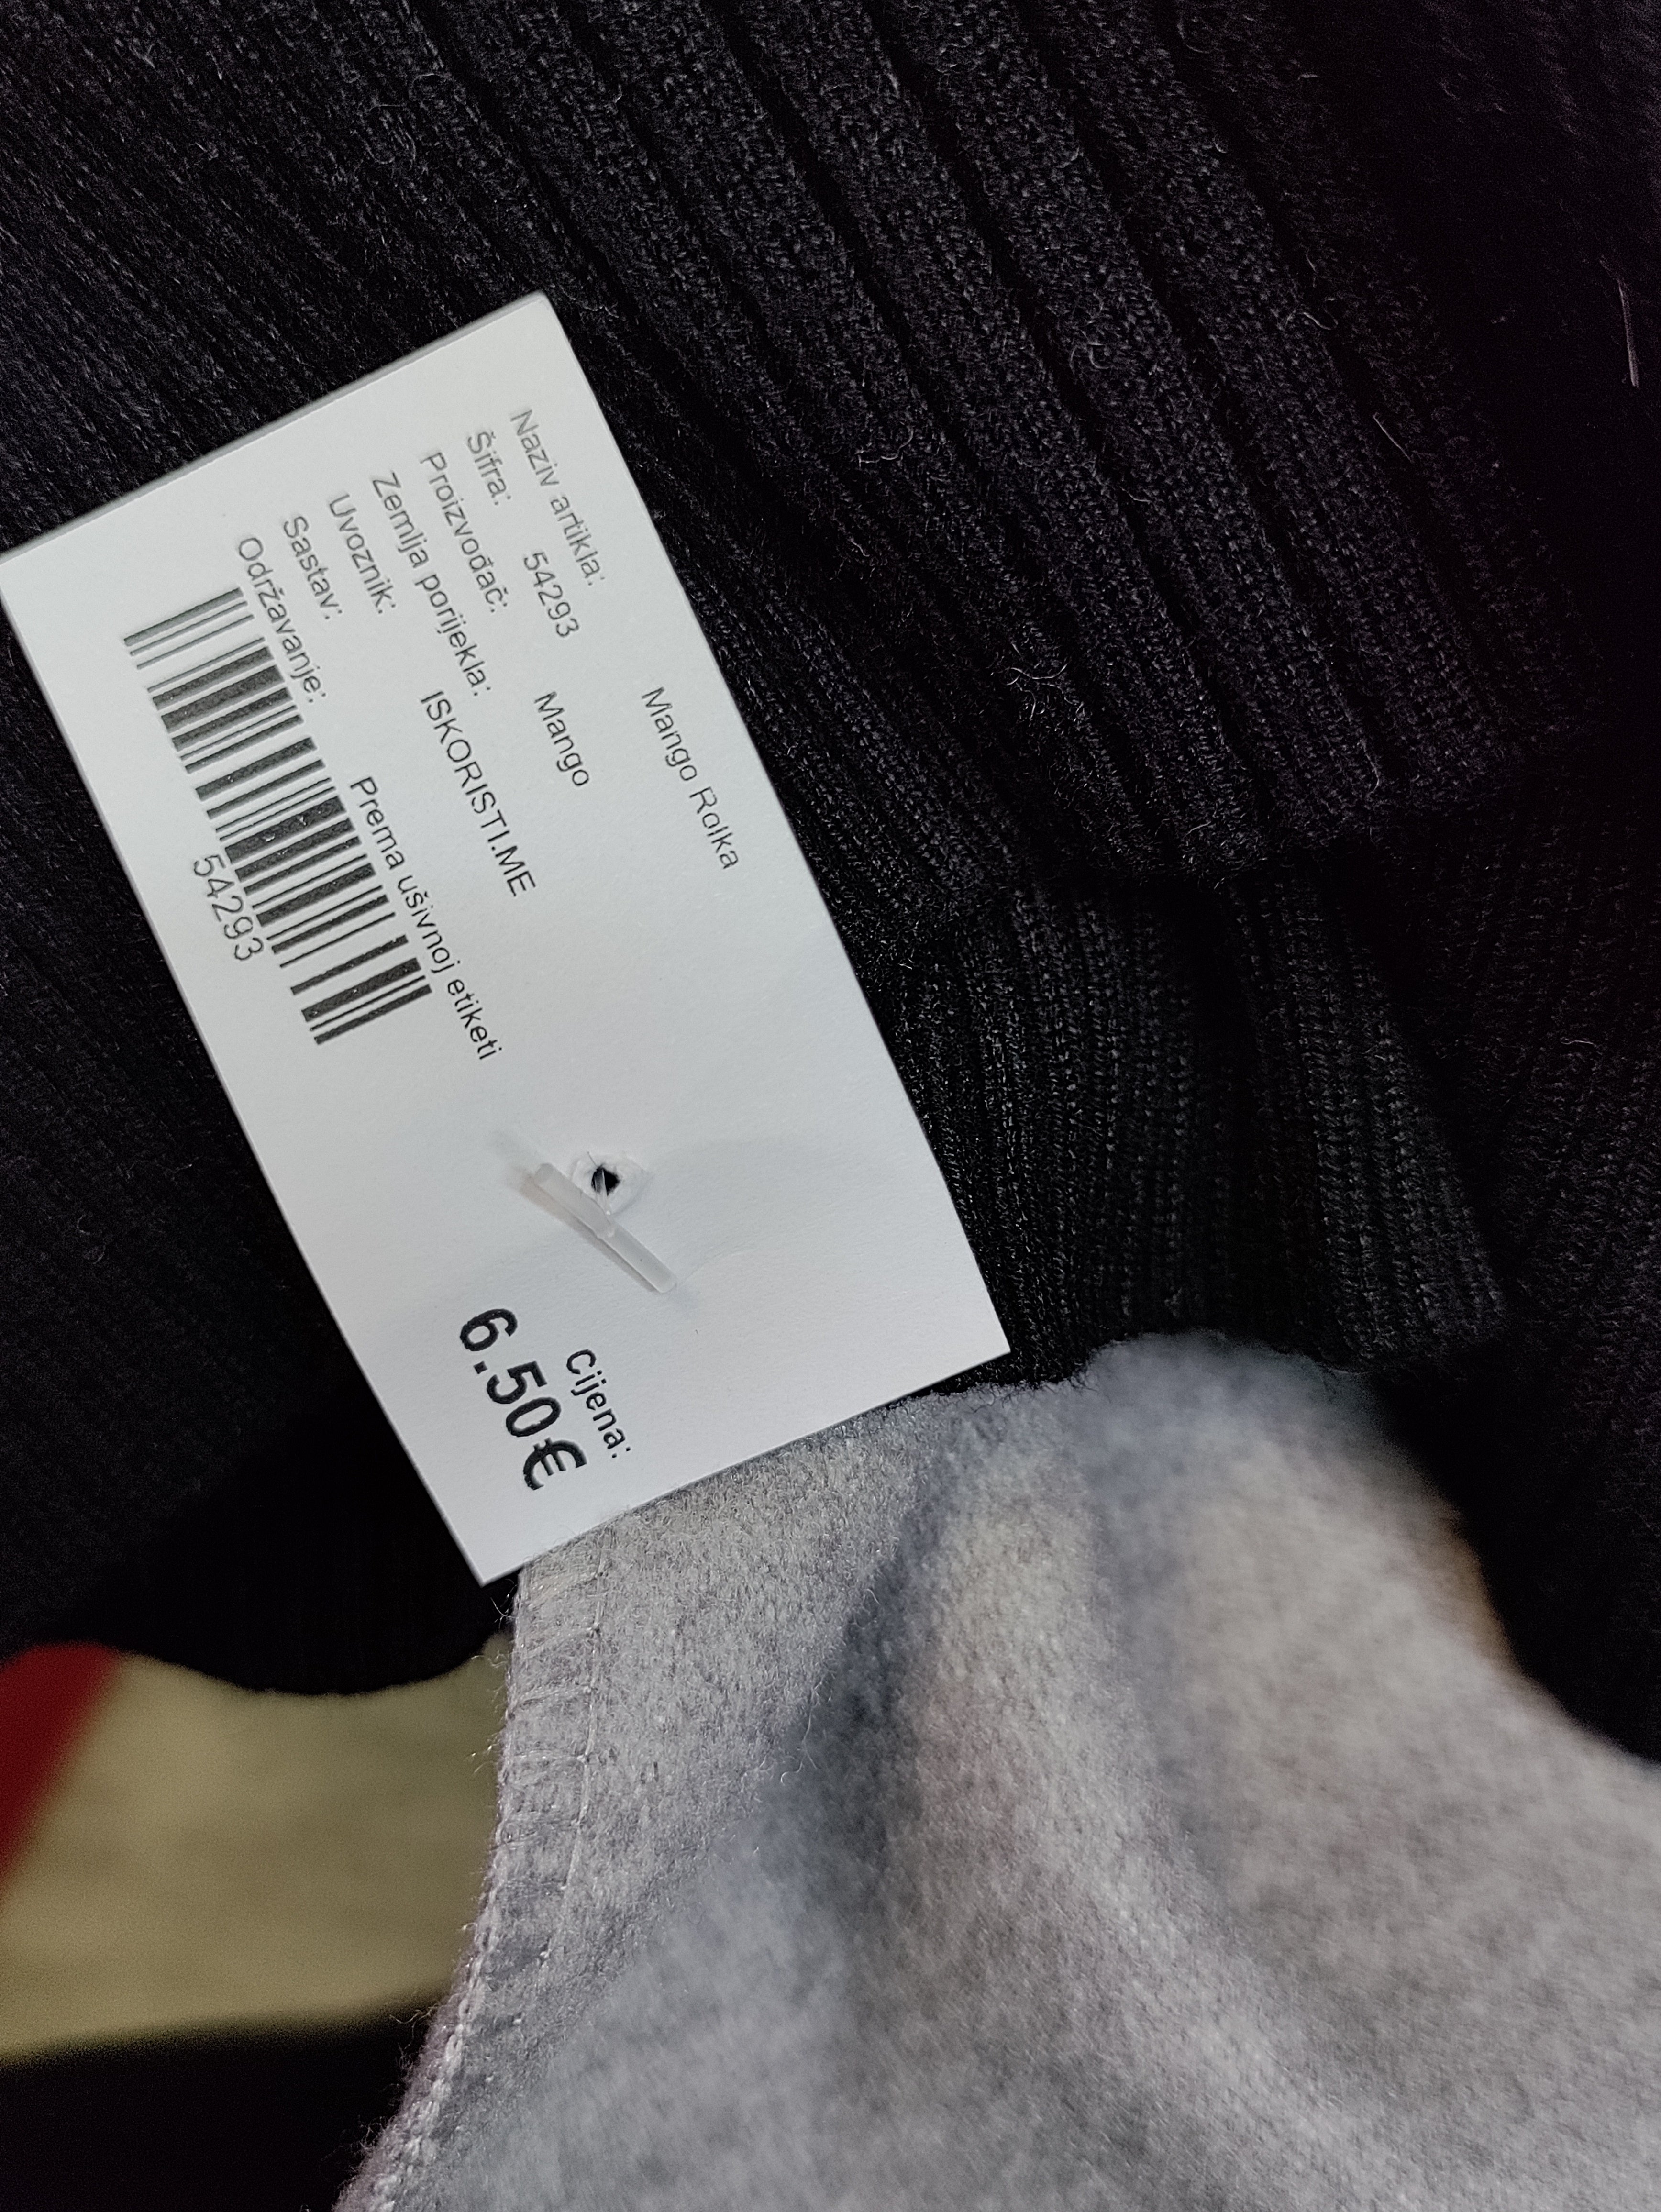 Naziv artikla: Mango Rolka
Šifra: 54293
Proizvođač: Mango
Zemlja porijekla:
Uvoznik: ISKORISTI.ME
Sastav:
Održavanje: Prema ušivnoj etiketi
54293
Cijena:
6.50€